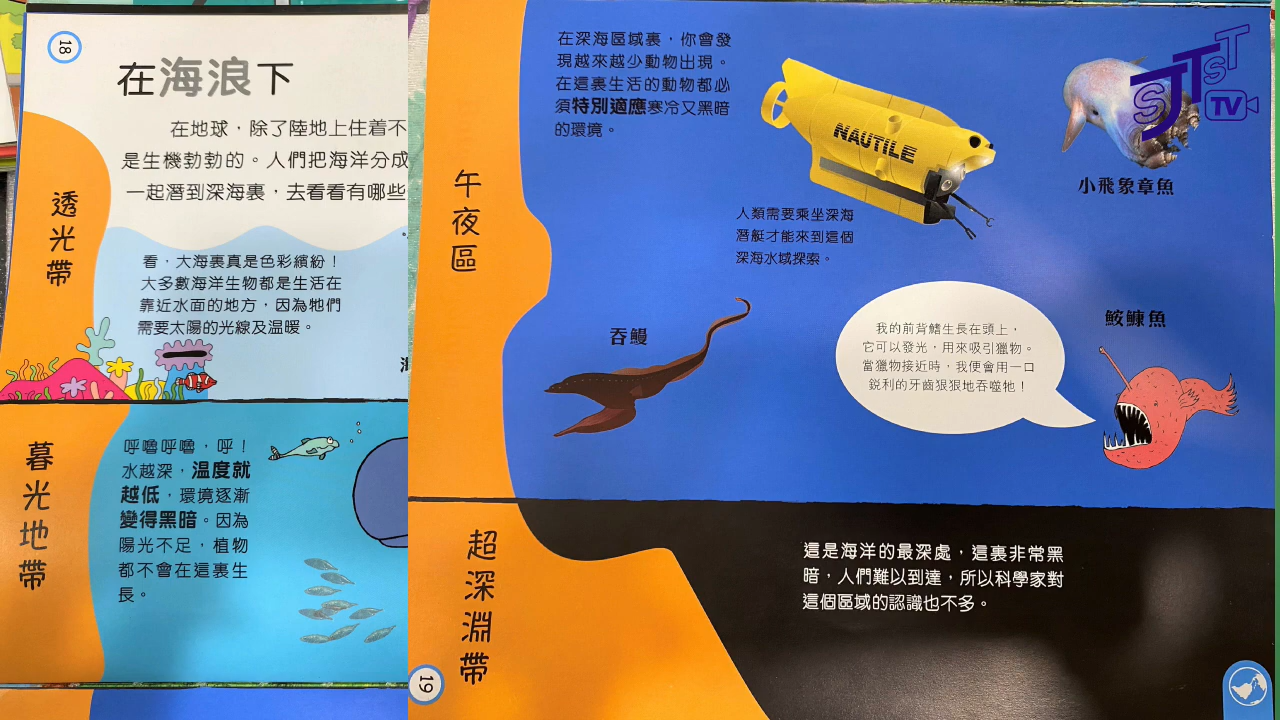 18
在海浪下
在地球，除了陸地上住着不
是生機勃勃的。人們把海洋分成
一起潛到深海裏，去看看有哪些
透光帶
看，大海裏真是色彩繽紛！
大多數海洋生物都是生活在
靠近水面的地方，因為牠們
需要太陽的光線及温暖。
暮光地帶
呼嚕呼嚕，呼！
水越深，温度就
越低，環境逐漸
變得黑暗。因為
陽光不足，植物
都不會在這裏生
長。
在深海區域裏，你會發
現越來越少動物出現。
在這裏生活的動物都必
須特別適應寒冷又黑暗
的環境。
NAUTILE
SJTST
TV
小飛象章魚
午夜區
人類需要乘坐深海
潛艇才能來到這個
深海水域探索。
吞鰻
我的前背鰭生長在頭上，
它可以發光，用來吸引獵物。
當獵物接近時，我便會用一口
鋭利的牙齒狠狠地吞噬牠！
鮟鱇魚
超深淵帶
這是海洋的最深處，這裏非常黑
暗，人們難以到達，所以科學家對
這個區域的認識也不多。
19